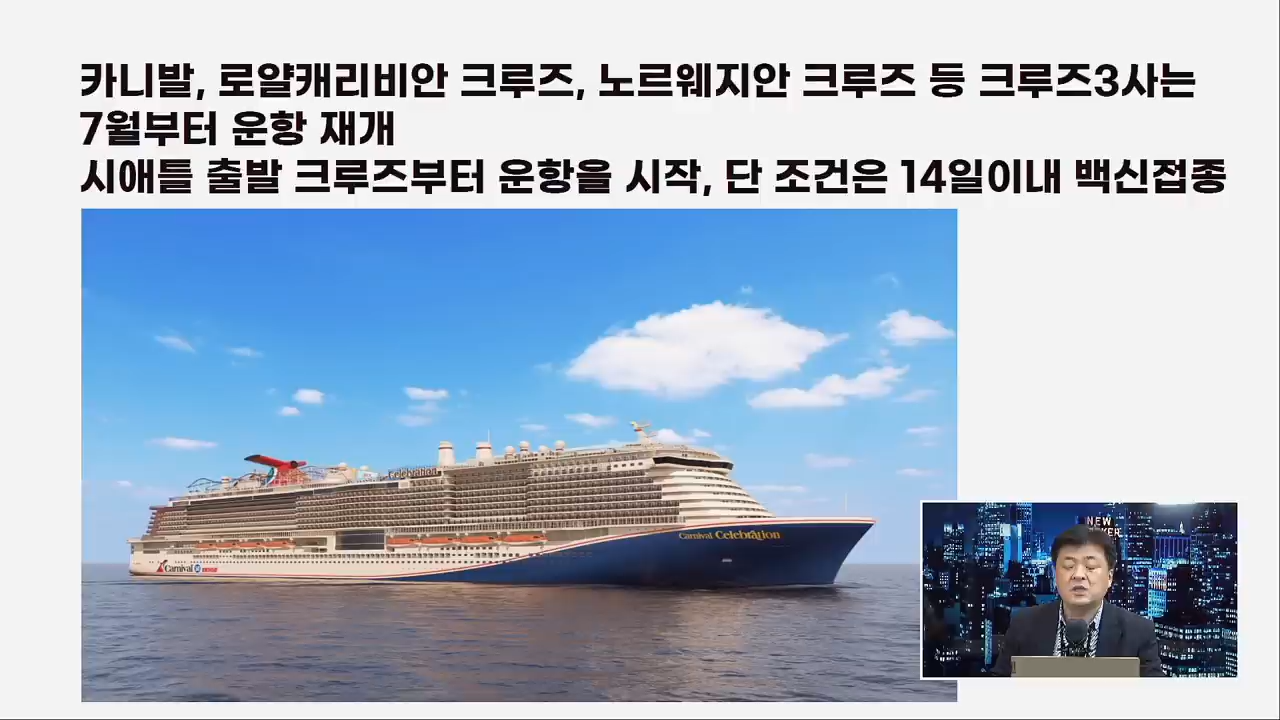 카니발, 로얄캐리비안 크루즈, 노르웨지안 크루즈 등 크루즈3사는
7월부터 운항 재개
시애틀 출발 크루즈부터 운항을 시작, 단 조건은 14일이내 백신접종
Celebration
Carnival Celebration
Carnival
NEW